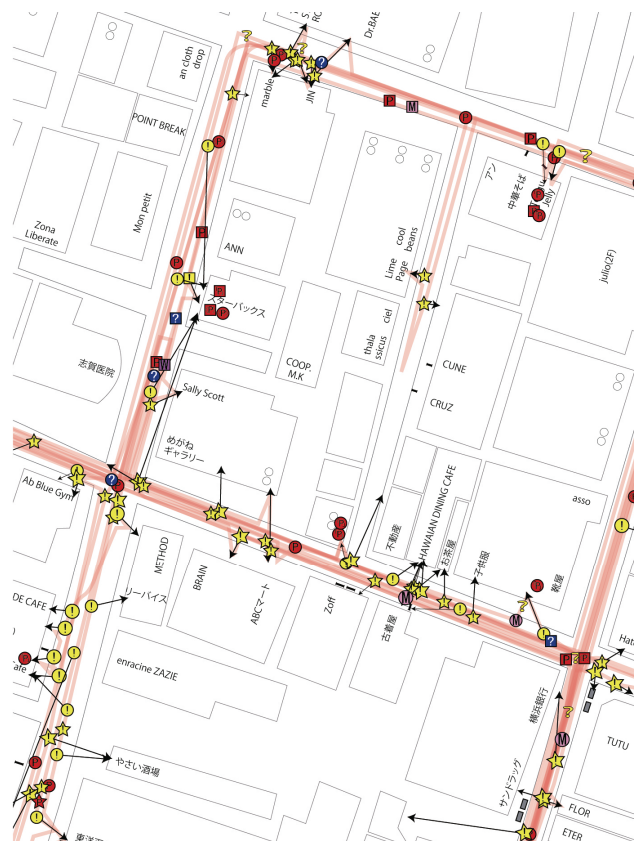 Dr.BABE
an cloth
drop
marble
JIN
POINT BREAK
アン
中華そば
Jelly
Mon petit
Zona
Liberate
cool
beans
ANN
Lime
Page
julio(2F)
スターバックス
ciel
thala
ssicus
志賀医院
COOP,
M.K
CUNE
Sally Scott
CRUZ
めがね
ギャラリー
Ab Blue Gym
HAWAIAN DINING CAFE
asso
不動産
お茶屋
METHOD
子供服
BRAIN
靴屋
リーバイス
ABCマート
Zoff
古着屋
DE CAFE
enracine ZAZIE
横浜銀行
TUTU
やさい酒場
サンドラッグ
FLOR
ETER